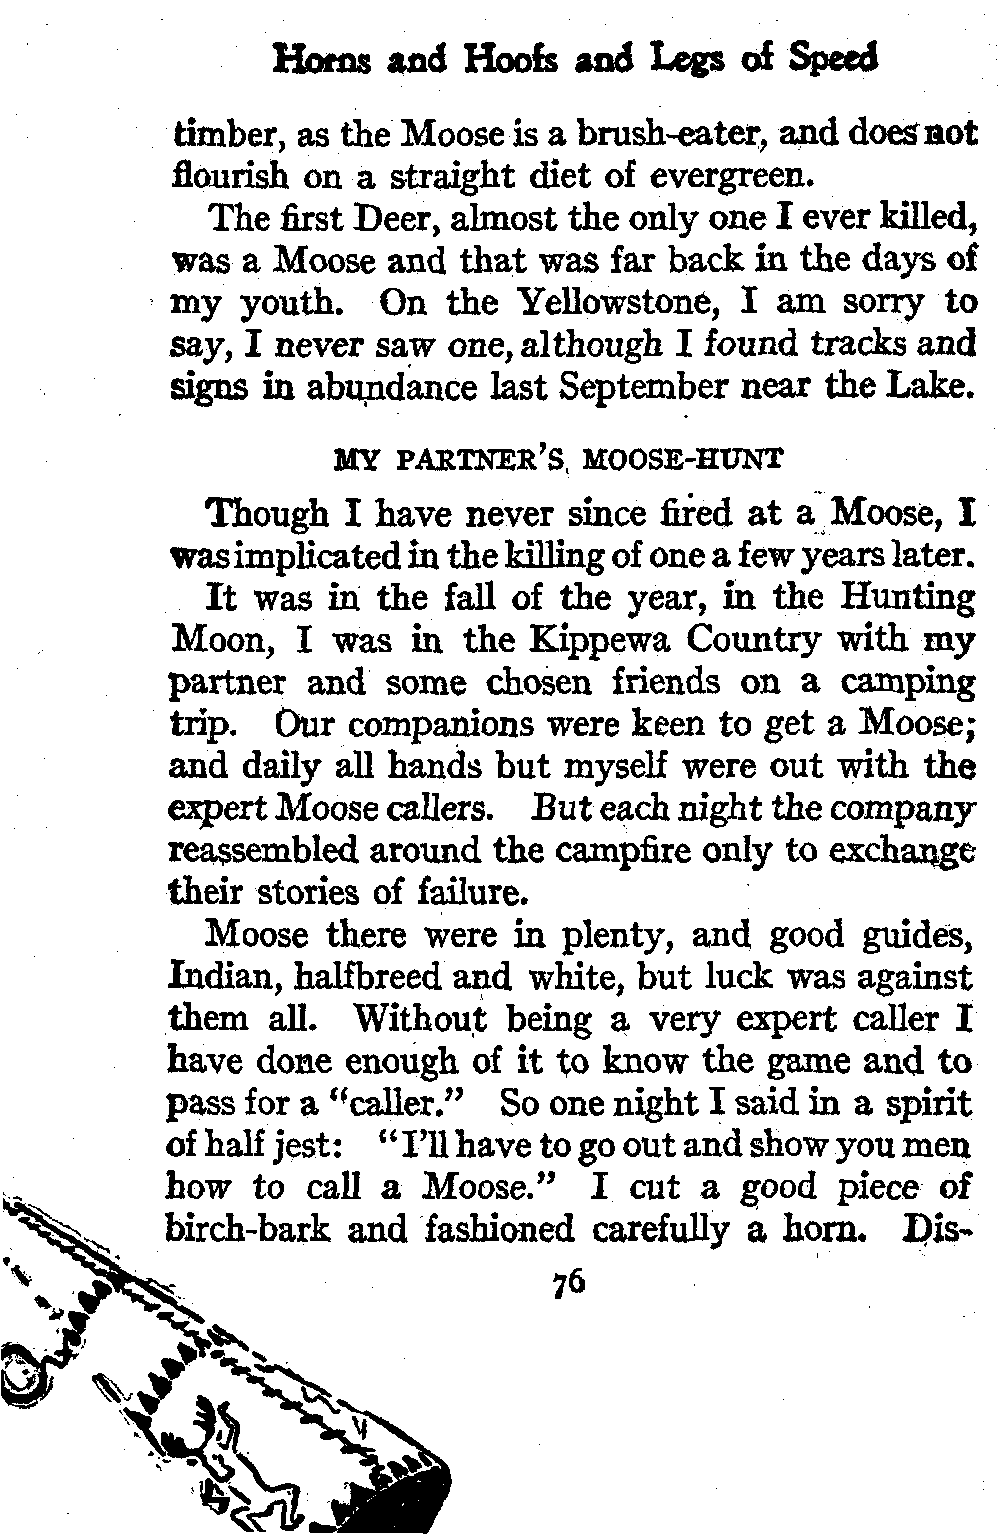 Horns and Hoofs and Legs of Speed
timber, as the Moose is a brush-eater, and does not
flourish on a straight diet of evergreen.
The first Deer, almost the only one I ever killed,
was a Moose and that was far back in the days of
my youth. On the Yellowstone, I am sorry to
say, I never saw one, although I found tracks and
signs in abundance last September near the Lake.
MY PARTNER'S MOOSE-HUNT
Though I have never since fired at a Moose, I
was implicated in the killing of one a few years later.
It was in the fall of the year, in the Hunting
Moon, I was in the Kippewa Country with my
partner and some chosen friends on a camping
trip. Our companions were keen to get a Moose;
and daily all hands but myself were out with the
expert Moose callers. But each night the company
reassembled around the campfire only to exchange
their stories of failure.
Moose there were in plenty, and good guides,
Indian, halfbreed and white, but luck was against
them all. Without being a very expert caller I
have done enough of it to know the game and to
pass for a "caller." So one night I said in a spirit
of half jest: "I'll have to go out and show you men
how to call a Moose." I cut a good piece of
birch-bark and fashioned carefully a horn. Dis-
76